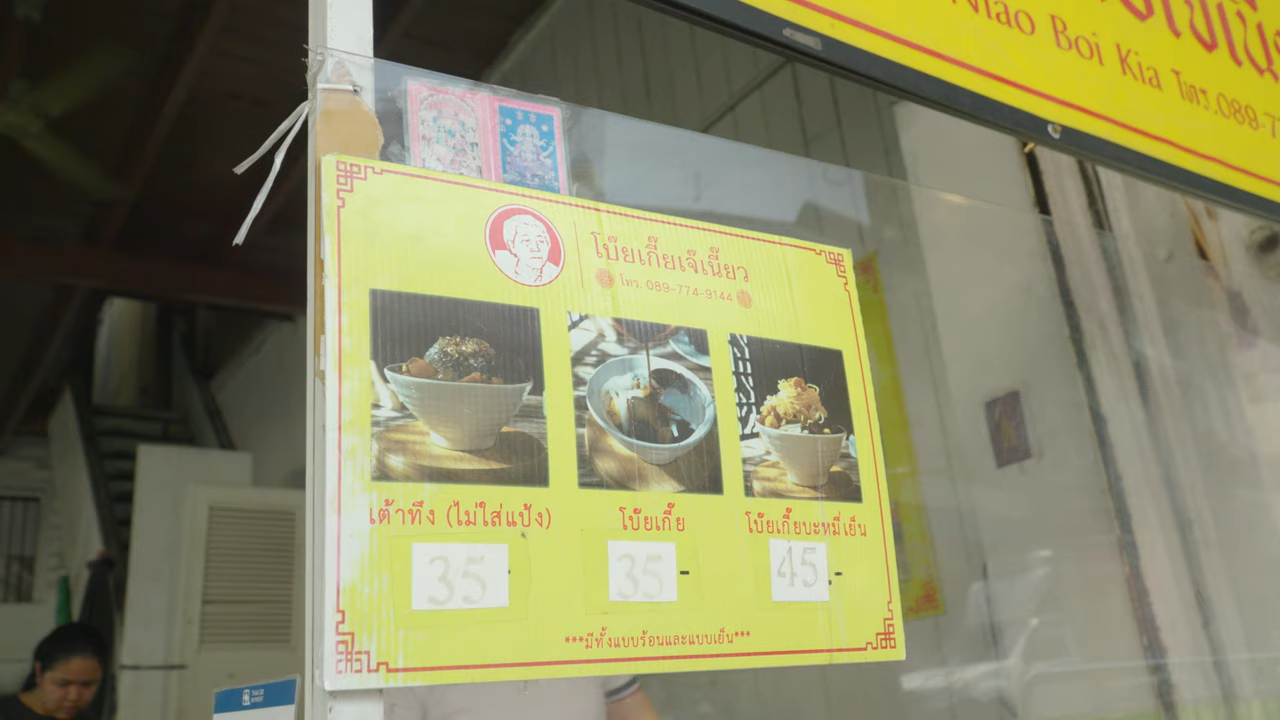 Niao Boi Kia โทร.089-7
โบ๊ยเกี๊ยเจ๊เนี๊ยว
โทร. 089-774-9144
เต้าทึง (ไม่ใส่แป้ง)
โบ๊ยเกี๊ย
โบ๊ยเกี๊ยบะหมี่เย็น
35 .-
35 .-
45 .-
***มีทั้งแบบร้อนและแบบเย็น***